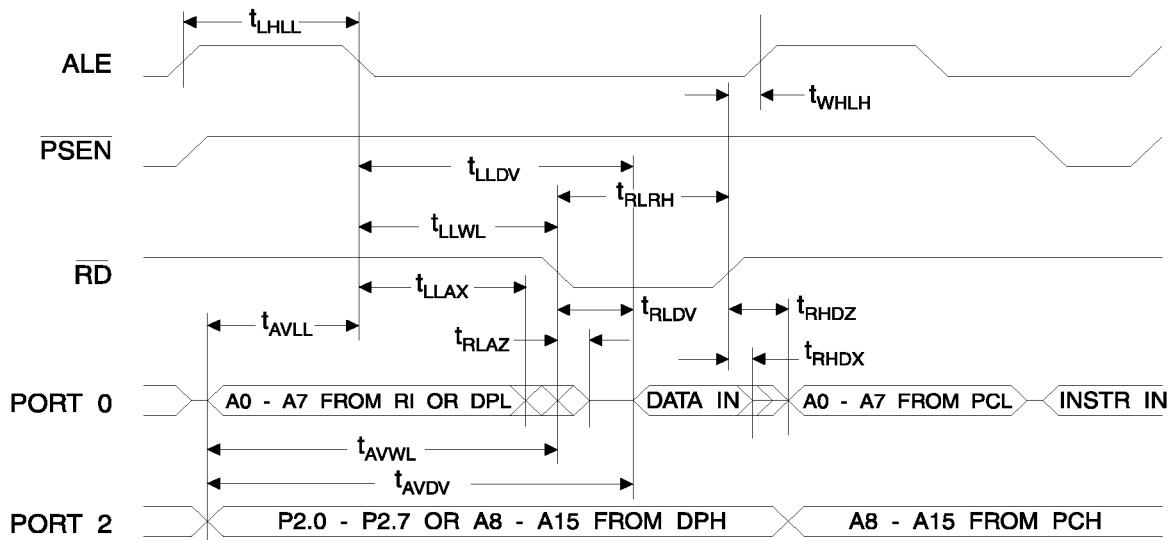 tLHLL
ALE
tWHLH
PSEN
tLLDV
tRLRH
tLLWL
RD
tLLAX
tRLDV
tRHDZ
tAVLL
tRLAZ
tRHDX
PORT 0
A0 - A7 FROM RI OR DPL
DATA IN
A0 - A7 FROM PCL
INSTR IN
tAVWL
tAVDV
PORT 2
P2.0 - P2.7 OR A8 - A15 FROM DPH
A8 - A15 FROM PCH